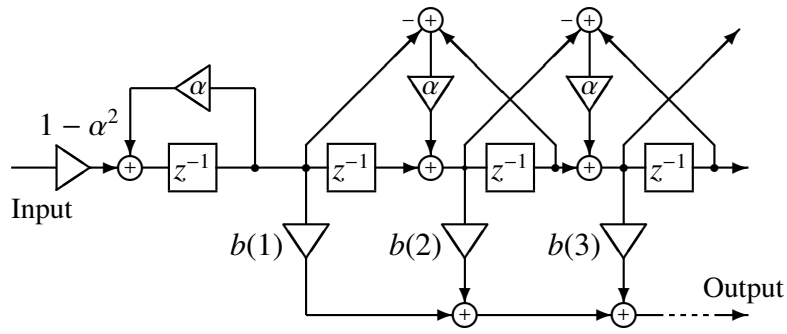 − + − +
α α α
1 − α²
+ z⁻¹ z⁻¹ + z⁻¹ + z⁻¹
Input
b(1) b(2) b(3)
Output
+ +